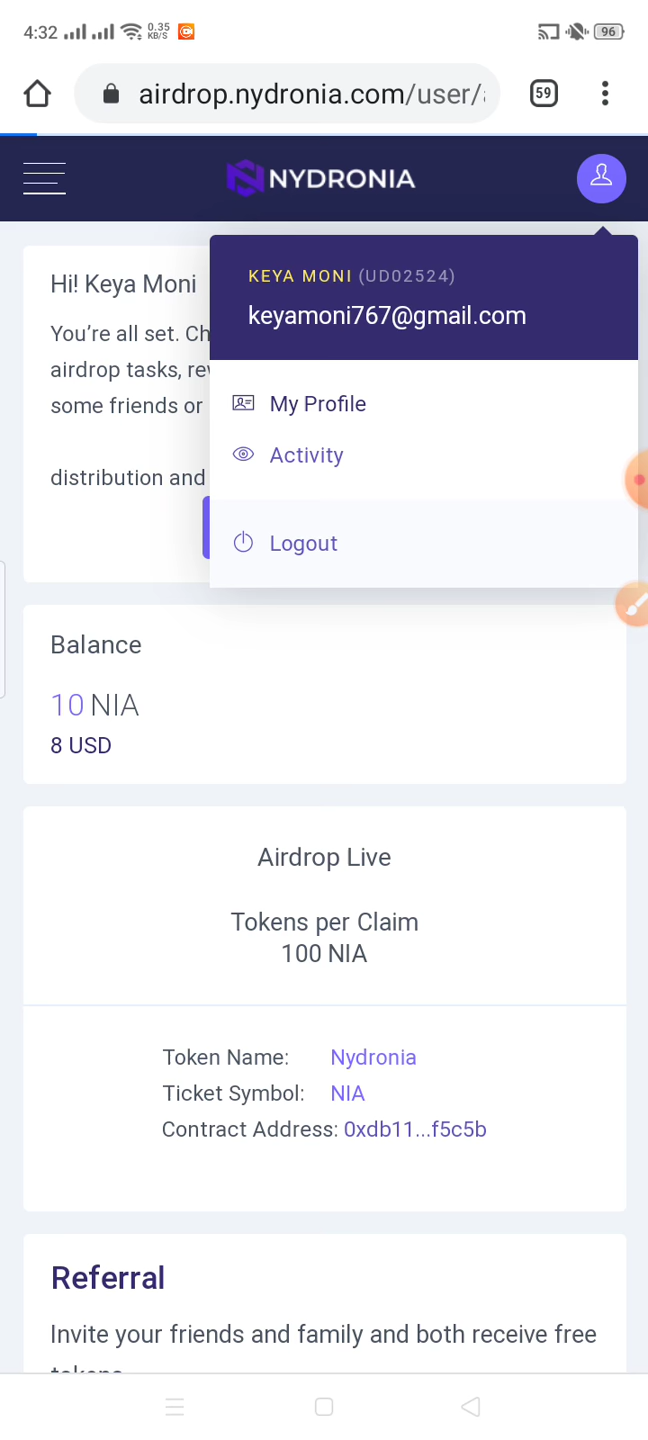 4:32 0.35 KB/S 96
airdrop.nydronia.com/user/ 59
NYDRONIA
KEYA MONI (UD02524)
keyamoni767@gmail.com
My Profile
Activity
Logout
Hi! Keya Moni
You’re all set. Ch
airdrop tasks, re
some friends or
distribution and
Balance
10 NIA
8 USD
Airdrop Live
Tokens per Claim
100 NIA
Token Name: Nydronia
Ticket Symbol: NIA
Contract Address: 0xdb11...f5c5b
Referral
Invite your friends and family and both receive free